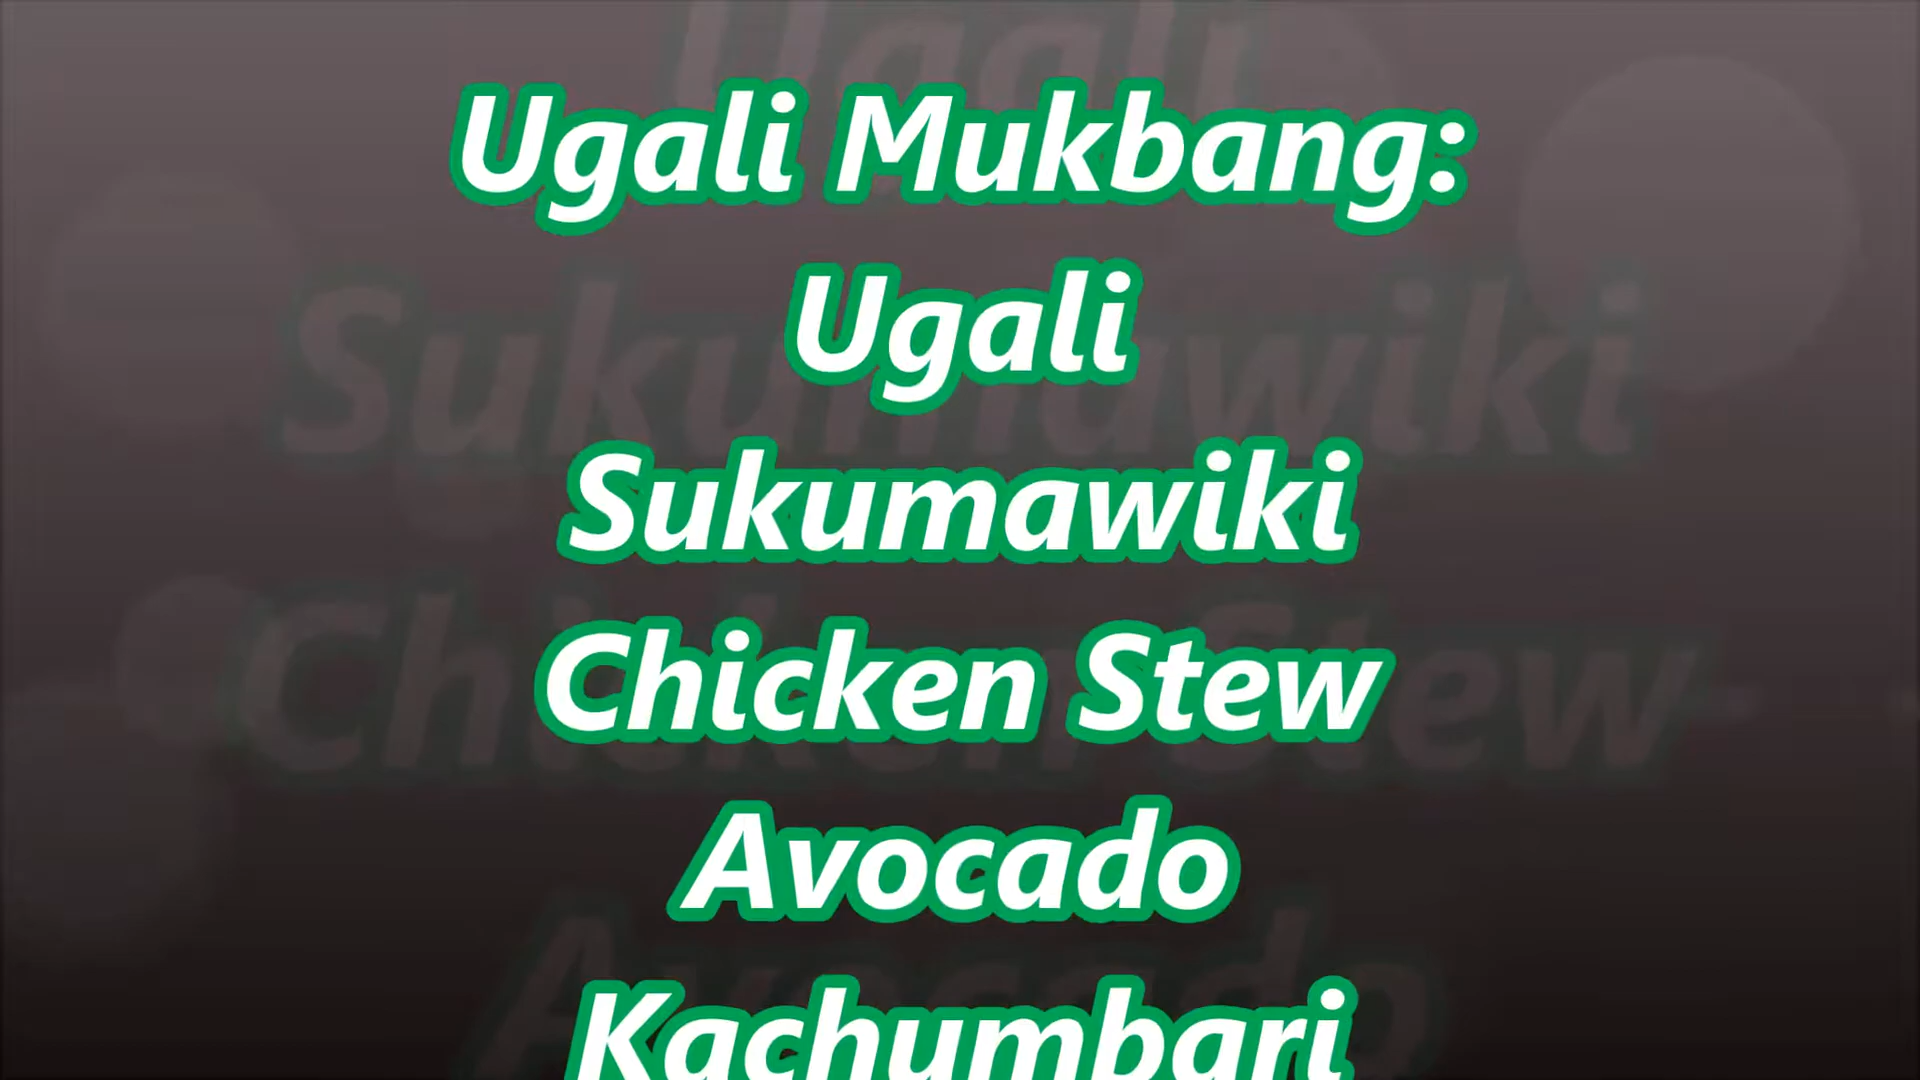 Ugali Mukbang:
Ugali
Sukumawiki
Chicken Stew
Avocado
Kachumbari